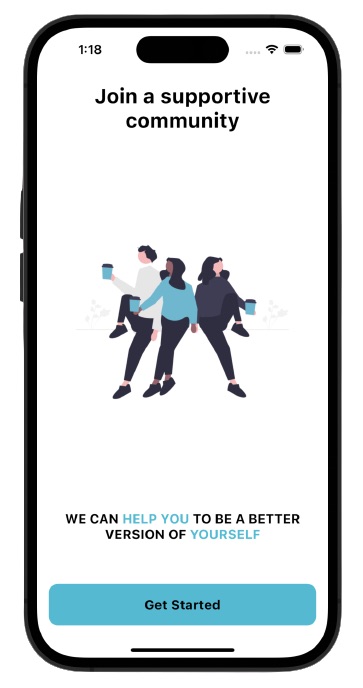 1:18
Join a supportive
community
WE CAN HELP YOU TO BE A BETTER
VERSION OF YOURSELF
Get Started